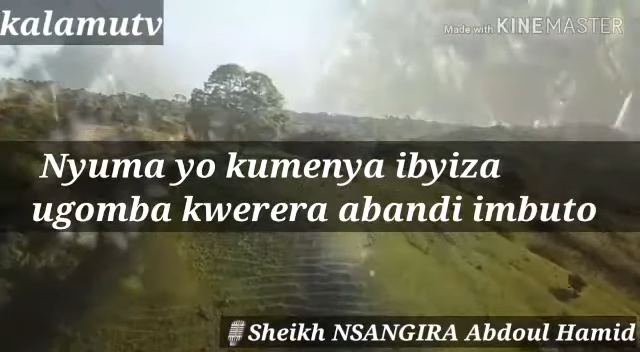 kalamutv
Made with KINEMASTER
Nyuma yo kumenya ibyiza
ugomba kwerera abandi imbuto
Sheikh NSANGIRA Abdoul Hamid